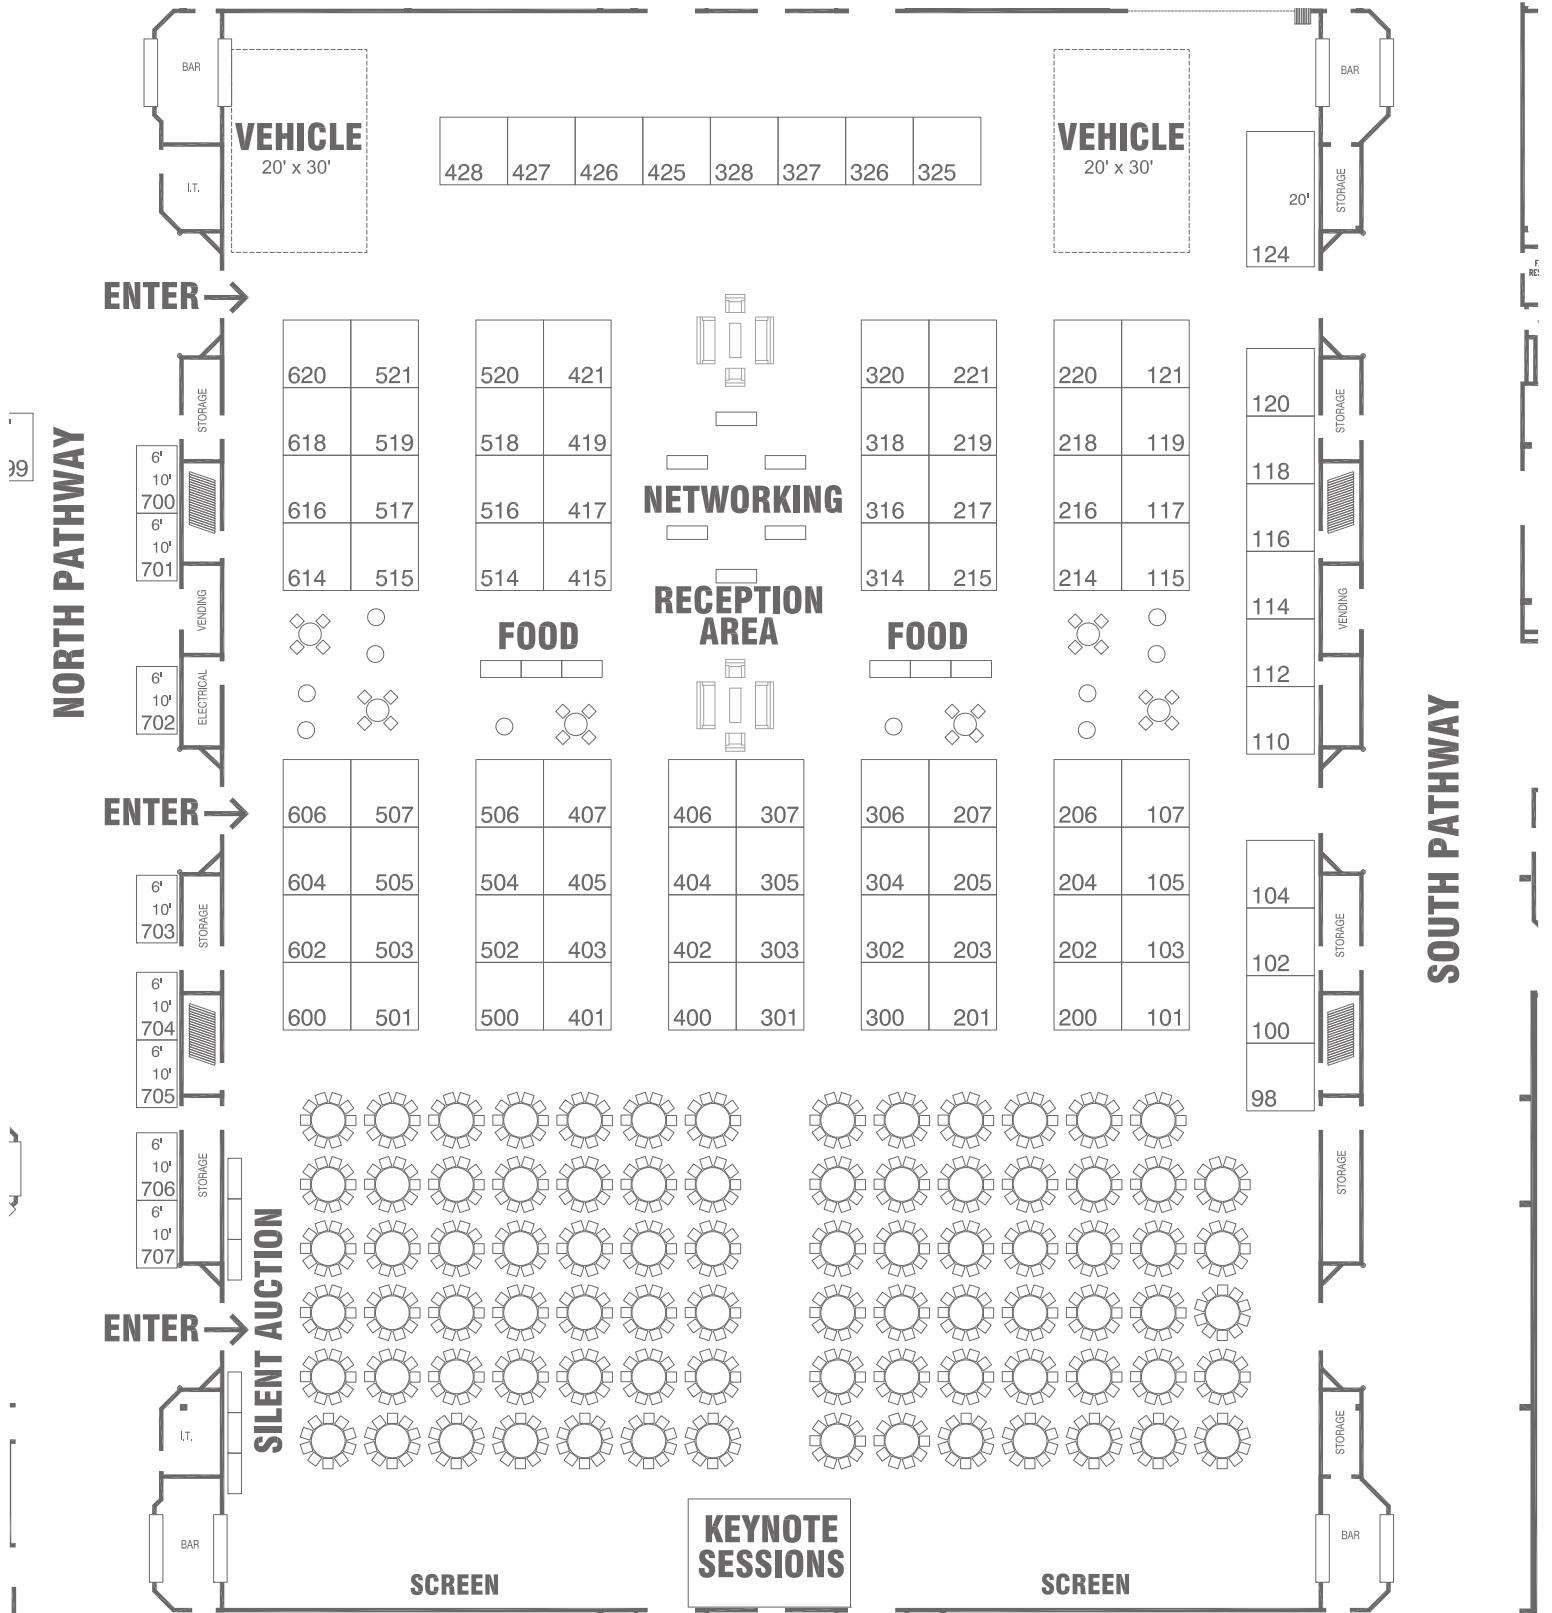 BAR
BAR
VEHICLE
20' x 30'
VEHICLE
20' x 30'
428 427 426 425 328 327 326 325
I.T.
STORAGE
20'
124
ENTER
620 521 520 421 320 221 220 121
120
STORAGE
STORAGE
618 519 518 419 318 219 218 119
118
99
6'
10'
700
NETWORKING
616 517 516 417 316 217 216 117
116
6'
10'
701
614 515 514 415 314 215 214 115
114
NORTH PATHWAY
VENDING
VENDING
RECEPTION
AREA
FOOD
FOOD
112
6'
10'
702
ELECTRICAL
110
SOUTH PATHWAY
ENTER
606 507 506 407 406 307 306 207 206 107
604 505 504 405 404 305 304 205 204 105
104
6'
10'
703
STORAGE
STORAGE
602 503 502 403 402 303 302 203 202 103
102
6'
10'
704
600 501 500 401 400 301 300 201 200 101
100
6'
10'
705
98
6'
10'
706
STORAGE
STORAGE
6'
10'
707
SILENT AUCTION
ENTER
I.T.
STORAGE
BAR
BAR
KEYNOTE
SESSIONS
SCREEN
SCREEN